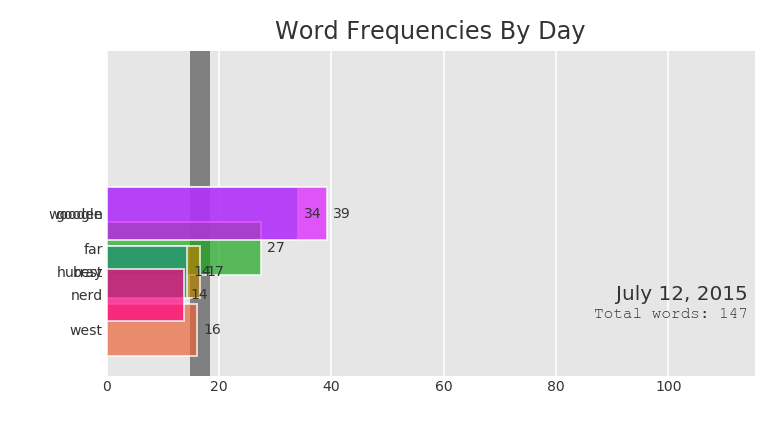 Word Frequencies By Day
34 39
far 27
14 17
nerd 14
July 12, 2015
Total words: 147
west 16
0 20 40 60 80 100